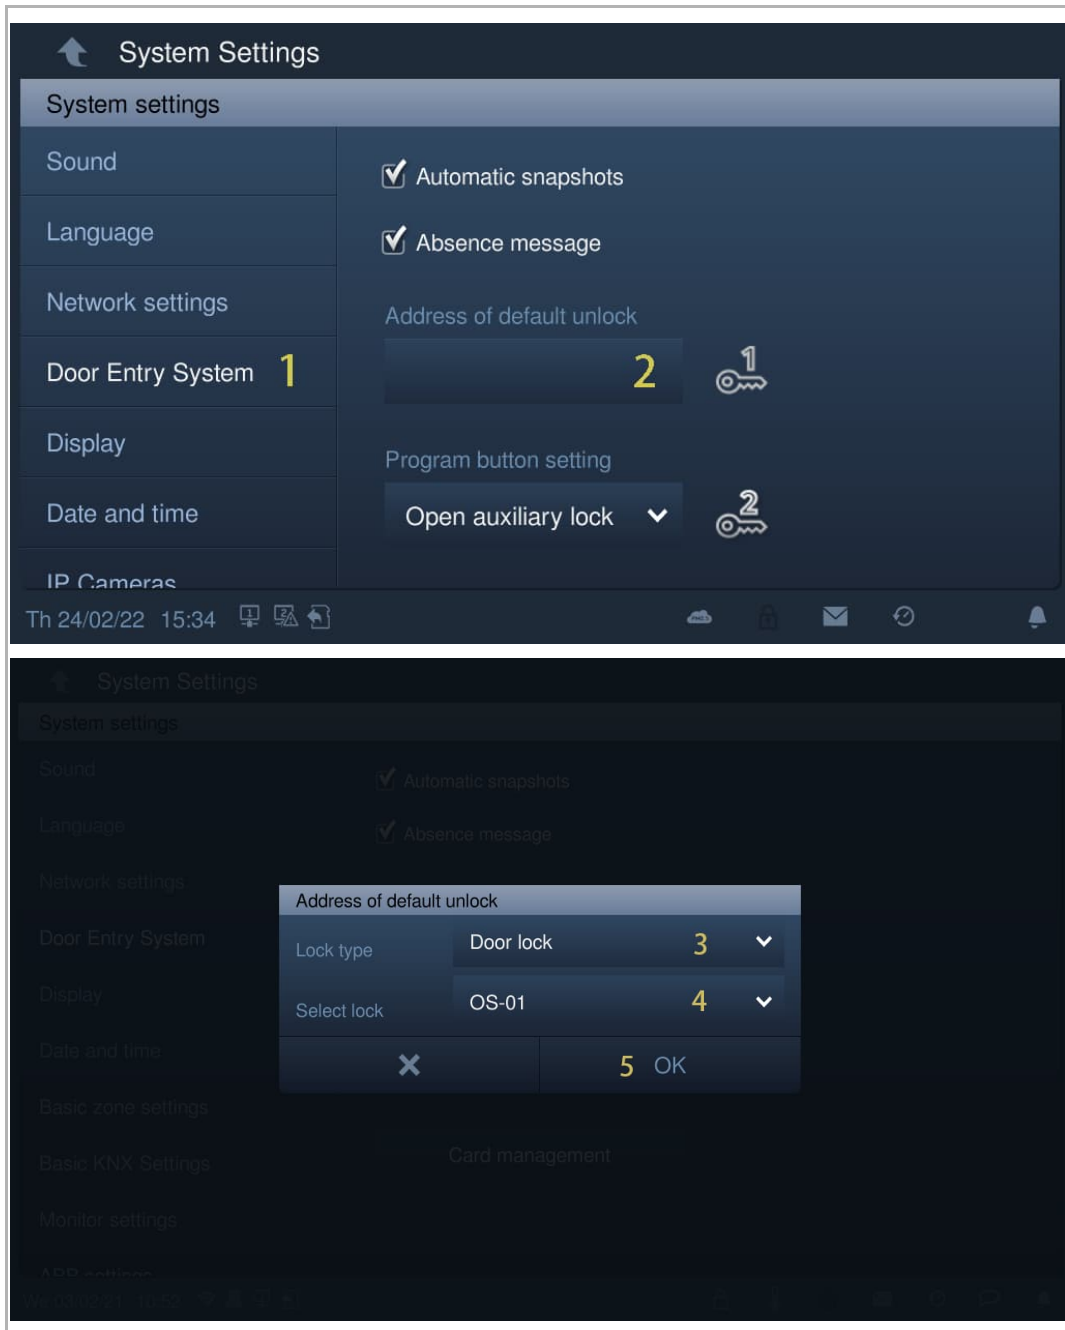 System Settings
System settings
Sound
Automatic snapshots
Language
Absence message
Network settings
Address of default unlock
Door Entry System 1
2
1
Display
Program button setting
Date and time
Open auxiliary lock
2
IP Cameras
Th 24/02/22 15:34
System Settings
System settings
Sound
Automatic snapshots
Language
Absence message
Network settings
Address of default unlock
Door Entry System
Lock type
Door lock 3
Display
Select lock
OS-01 4
Date and time
5 OK
Basic zone settings
Basic KNX Settings
Card management
Monitor settings